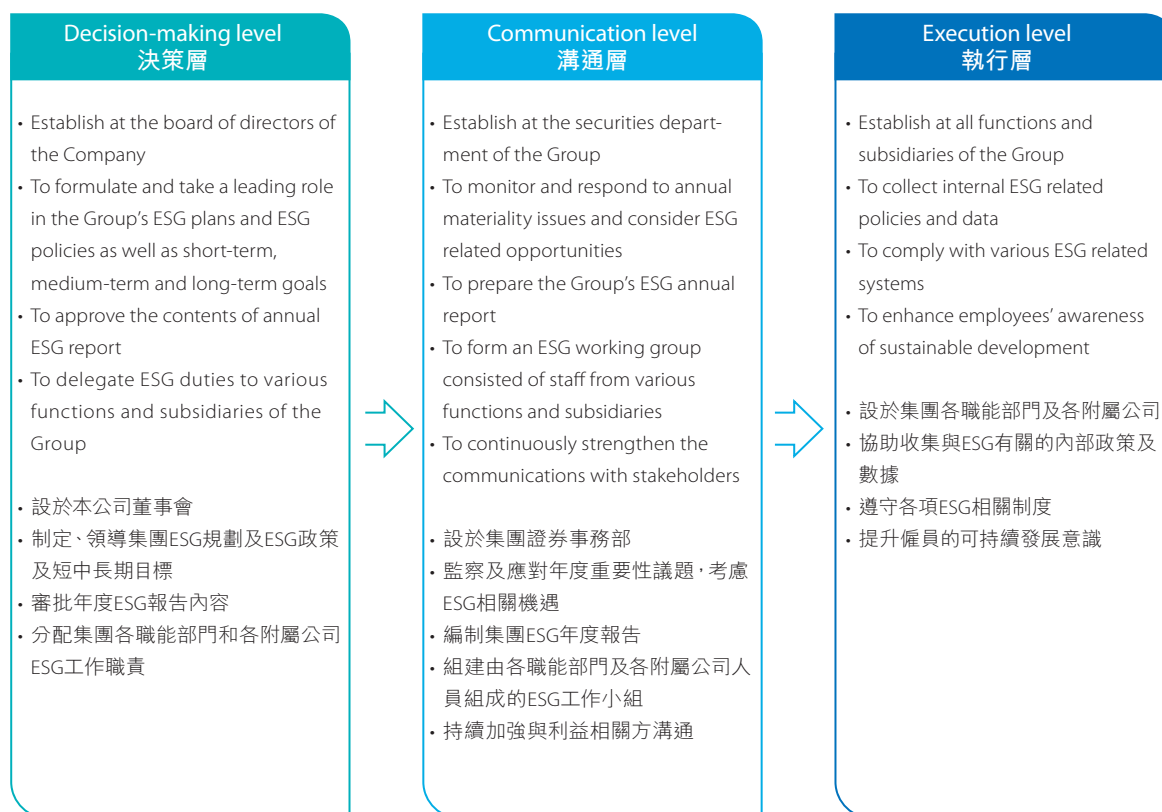 Decision-making level
決策層
• Establish at the board of directors of
the Company
• To formulate and take a leading role
in the Group’s ESG plans and ESG
policies as well as short-term,
medium-term and long-term goals
• To approve the contents of annual
ESG report
• To delegate ESG duties to various
functions and subsidiaries of the
Group
• 設於本公司董事會
• 制定、領導集團ESG規劃及ESG政策
及短中長期目標
• 審批年度ESG報告內容
• 分配集團各職能部門和各附屬公司
ESG工作職責
Communication level
溝通層
• Establish at the securities depart-
ment of the Group
• To monitor and respond to annual
materiality issues and consider ESG
related opportunities
• To prepare the Group’s ESG annual
report
• To form an ESG working group
consisted of staff from various
functions and subsidiaries
• To continuously strengthen the
communications with stakeholders
• 設於集團證券事務部
• 監察及應對年度重要性議題，考慮
ESG相關機遇
• 編制集團ESG年度報告
• 組建由各職能部門及各附屬公司人
員組成的ESG工作小組
• 持續加強與利益相關方溝通
Execution level
執行層
• Establish at all functions and
subsidiaries of the Group
• To collect internal ESG related
policies and data
• To comply with various ESG related
systems
• To enhance employees’ awareness
of sustainable development
• 設於集團各職能部門及各附屬公司
• 協助收集與ESG有關的內部政策及
數據
• 遵守各項ESG相關制度
• 提升僱員的可持續發展意識